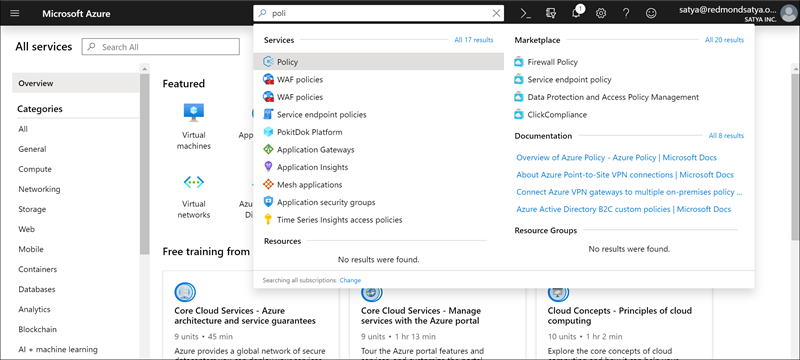 Microsoft Azure
poli
1
satya@redmondsatya.o...
SATYA INC.
All services
Search All
Overview
Categories
All
General
Compute
Networking
Storage
Web
Mobile
Containers
Databases
Analytics
Blockchain
AI + machine learning
Featured
Virtual
machines
Virtual
networks
Services
All 17 results
Policy
WAF policies
WAF policies
Service endpoint policies
PokitDok Platform
Application Gateways
Application Insights
Mesh applications
Application security groups
Time Series Insights access policies
Resources
No results were found.
Marketplace
All 20 results
Firewall Policy
Service endpoint policy
Data Protection and Access Policy Management
ClickCompliance
Documentation
All 8 results
Overview of Azure Policy - Azure Policy | Microsoft Docs
About Azure Point-to-Site VPN connections | Microsoft Docs
Connect Azure VPN gateways to multiple on-premises policy ...
Azure Active Directory B2C custom policies | Microsoft Docs
Resource Groups
No results were found.
Searching all subscriptions. Change
Free training from
Core Cloud Services - Azure
architecture and service guarantees
9 units • 45 min
Azure provides a global network of secure
Core Cloud Services - Manage
services with the Azure portal
9 units • 1 hr 13 min
Tour the Azure portal features and
Cloud Concepts - Principles of cloud
computing
10 units • 1 hr 2 min
Explore the core concepts of cloud